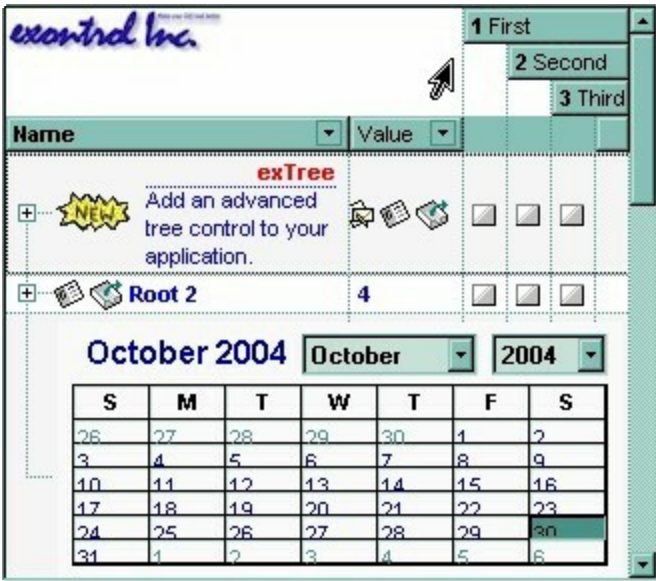 exontrol Inc.
1 First
2 Second
3 Third
Name Value
exTree
NEW Add an advanced
tree control to your
application.
Root 2 4
October 2004 October 2004
S M T W T F S
26 27 28 29 30 1 2
3 4 5 6 7 8 9
10 11 12 13 14 15 16
17 18 19 20 21 22 23
24 25 26 27 28 29 30
31 1 2 3 4 5 6